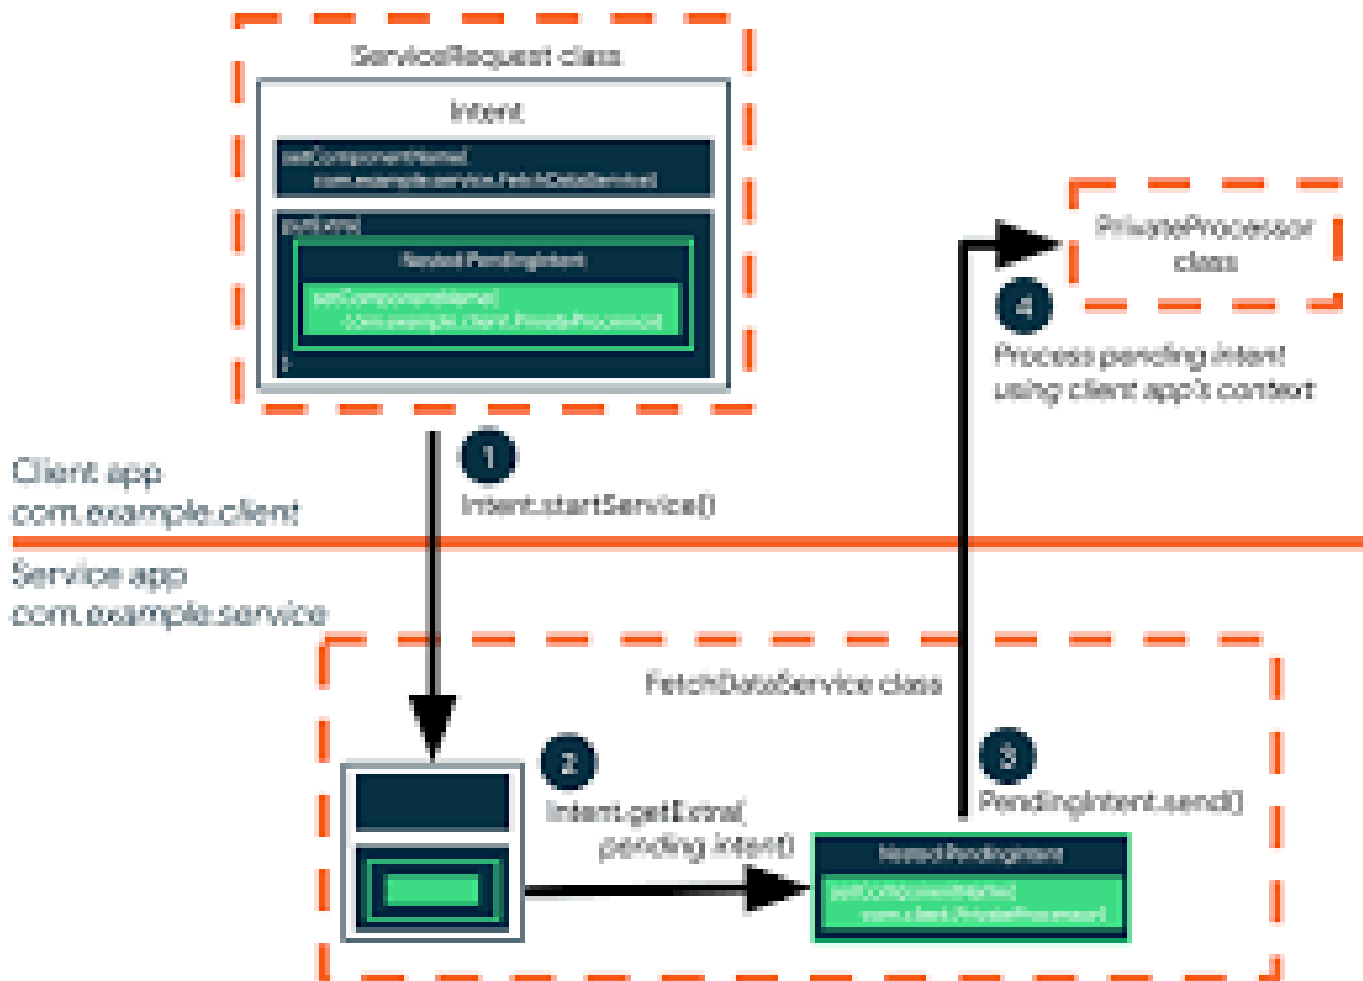 ServiceRequest class
Intent
setComponentName(
com.example.service.FetchDataService)
putExtra(
Nested PendingIntent
setComponentName(
com.example.client.PrivateProcessor)
)
1
Intent.startService()
Client app
com.example.client
Service app
com.example.service
PrivateProcessor
class
4
Process pending intent
using client app's context
FetchDataService class
2
Intent.getExtra(
pending intent)
3
PendingIntent.send()
Nested PendingIntent
setComponentName(
com.client.PrivateProcessor)